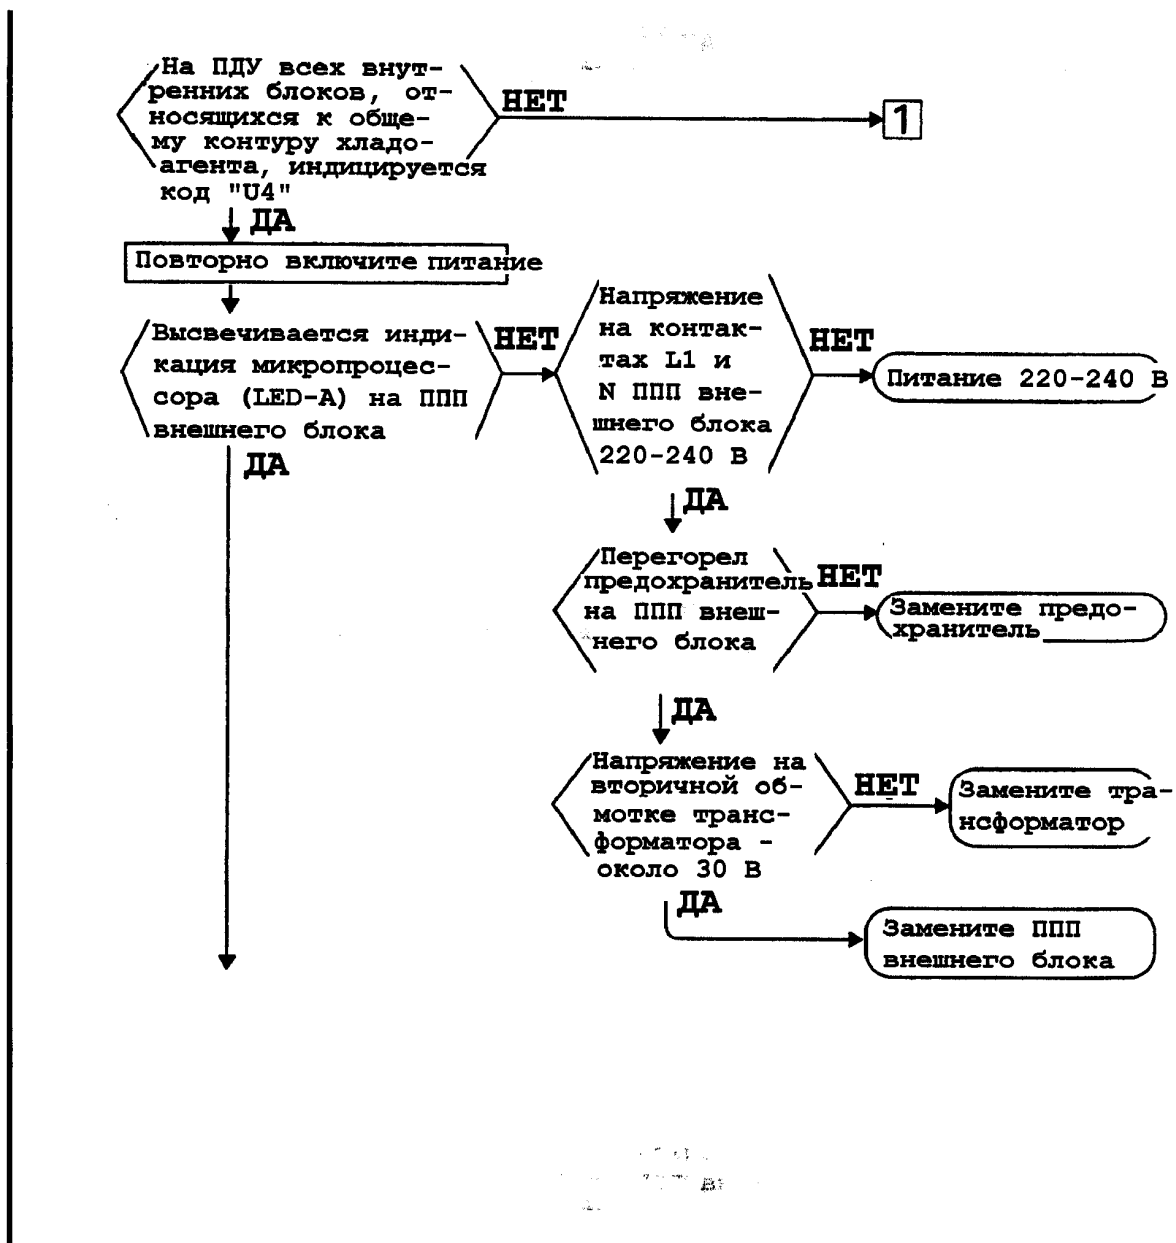 На ПДУ всех внут-
ренних блоков, от-
носящихся к обще-
му контуру хладо-
агента, индицируется
код "U4"
НЕТ
1
ДА
Повторно включите питание
Высвечивается инди-
кация микропроцес-
сора (LED-A) на ППП
внешнего блока
НЕТ
Напряжение
на контак-
тах L1 и
N ППП вне-
шнего блока
220-240 В
НЕТ
Питание 220-240 В
ДА
ДА
Перегорел
предохранитель
на ППП внеш-
него блока
НЕТ
Замените предо-
хранитель
ДА
Напряжение на
вторичной об-
мотке транс-
форматора -
около 30 В
НЕТ
Замените тра-
нсформатор
ДА
Замените ППП
внешнего блока